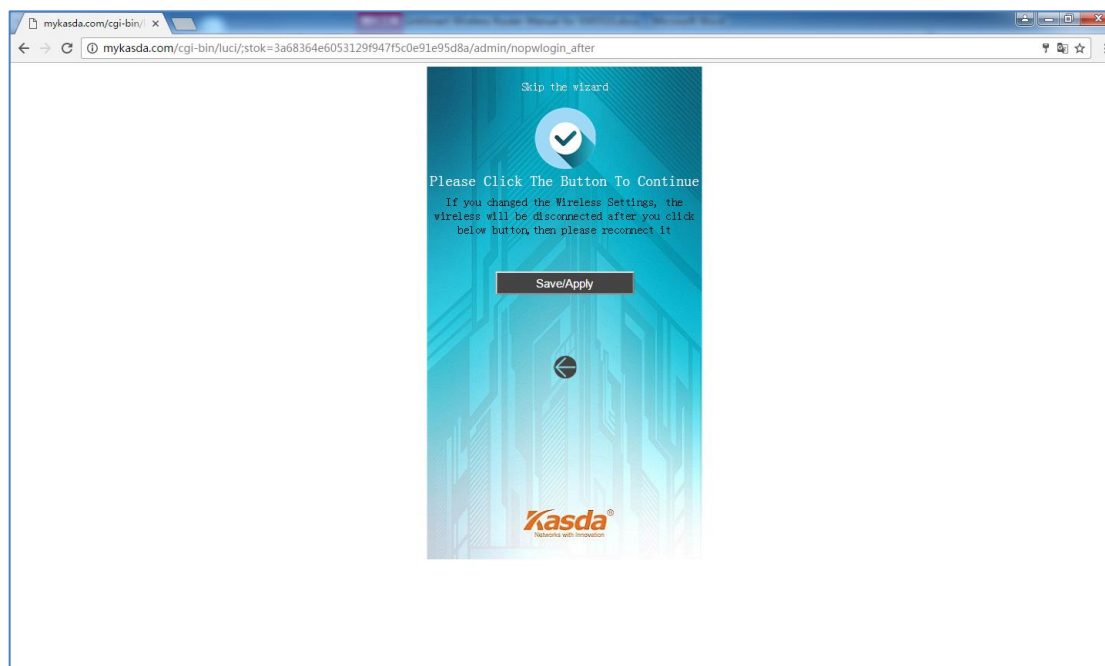 mykasda.com/cgi-bin/l
mykasda.com/cgi-bin/luci/;stok=3a68364e6053129f947f5c0e91e95d8a/admin/nopwlogin_after
Skip the wizard
Please Click The Button To Continue
If you changed the Wireless Settings, the
wireless will be disconnected after you click
below button, then please reconnect it
Save/Apply
Kasda®
Networks with Innovation